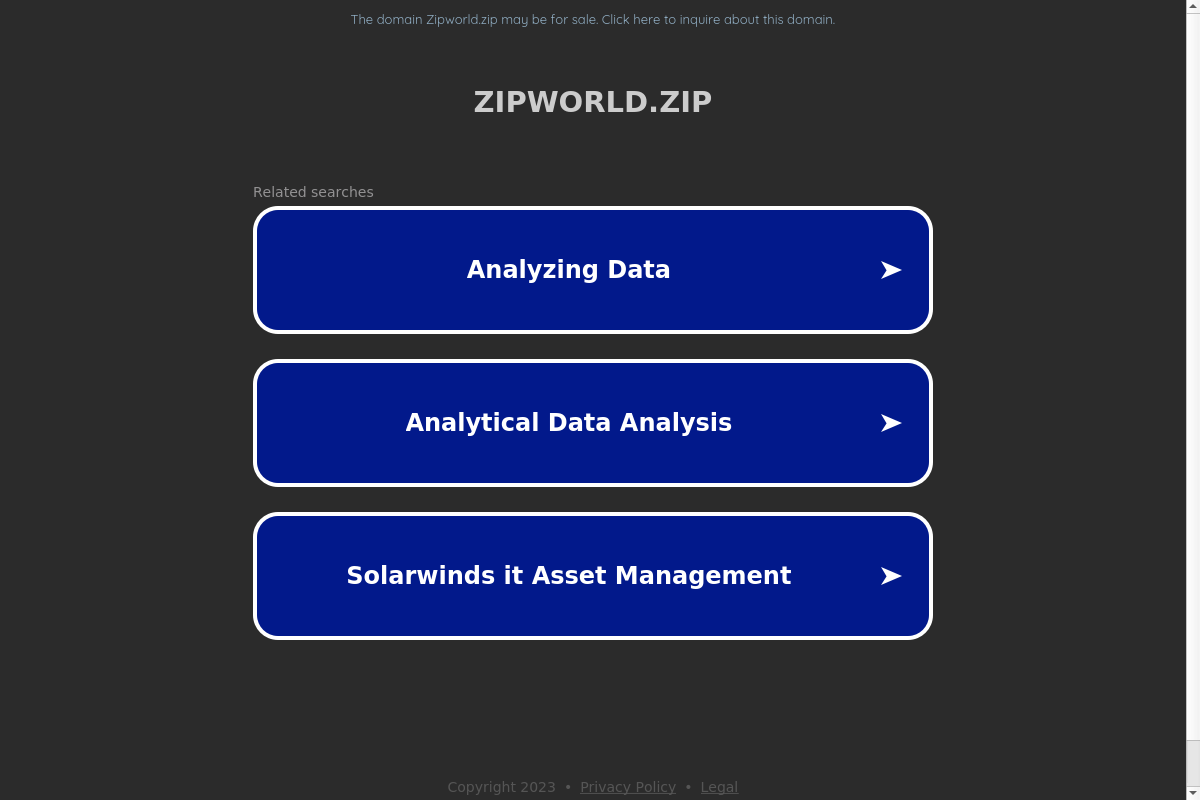 The domain Zipworld.zip may be for sale. Click here to inquire about this domain.
ZIPWORLD.ZIP
Related searches
Analyzing Data
Analytical Data Analysis
Solarwinds it Asset Management
Copyright 2023 • Privacy Policy • Legal